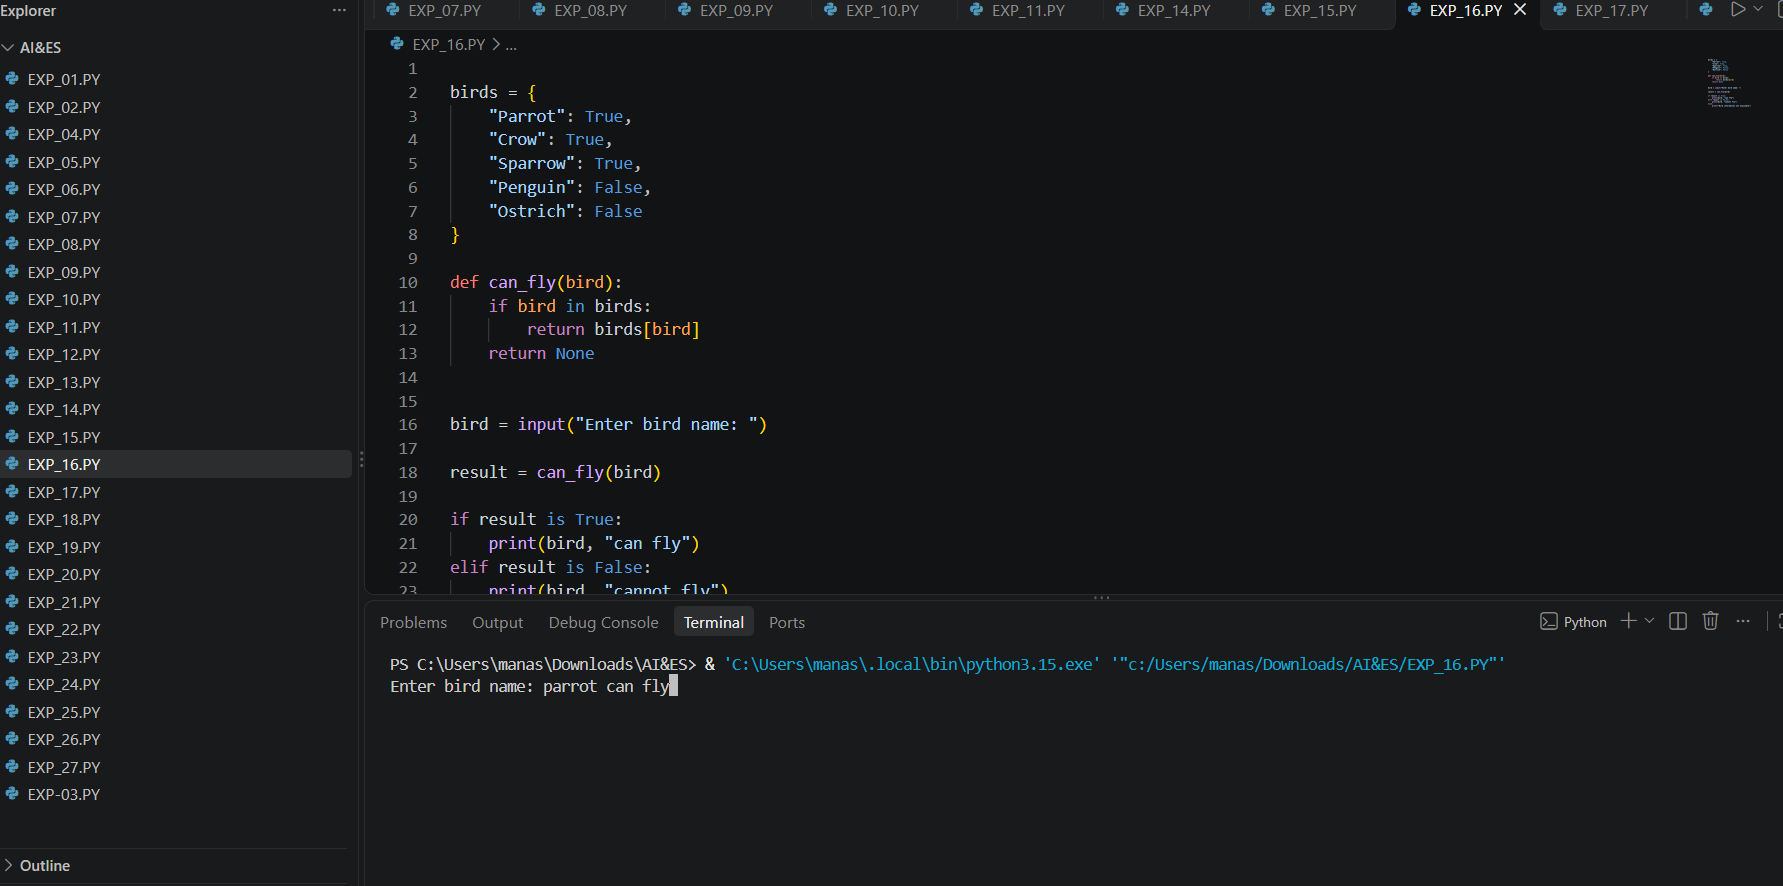 Explorer
AI&ES
EXP_01.PY
EXP_02.PY
EXP_04.PY
EXP_05.PY
EXP_06.PY
EXP_07.PY
EXP_08.PY
EXP_09.PY
EXP_10.PY
EXP_11.PY
EXP_12.PY
EXP_13.PY
EXP_14.PY
EXP_15.PY
EXP_16.PY
EXP_17.PY
EXP_18.PY
EXP_19.PY
EXP_20.PY
EXP_21.PY
EXP_22.PY
EXP_23.PY
EXP_24.PY
EXP_25.PY
EXP_26.PY
EXP_27.PY
EXP-03.PY
Outline
EXP_07.PY EXP_08.PY EXP_09.PY EXP_10.PY EXP_11.PY EXP_14.PY EXP_15.PY EXP_16.PY EXP_17.PY
EXP_16.PY > ...
1
2 birds = {
3     "Parrot": True,
4     "Crow": True,
5     "Sparrow": True,
6     "Penguin": False,
7     "Ostrich": False
8 }
9
10 def can_fly(bird):
11     if bird in birds:
12         return birds[bird]
13     return None
14
15
16 bird = input("Enter bird name: ")
17
18 result = can_fly(bird)
19
20 if result is True:
21     print(bird, "can fly")
22 elif result is False:
23     print(bird, "cannot fly")
Problems Output Debug Console Terminal Ports Python
PS C:\Users\manas\Downloads\AI&ES> & 'C:\Users\manas\.local\bin\python3.15.exe' '"c:/Users/manas/Downloads/AI&ES/EXP_16.PY"'
Enter bird name: parrot can fly